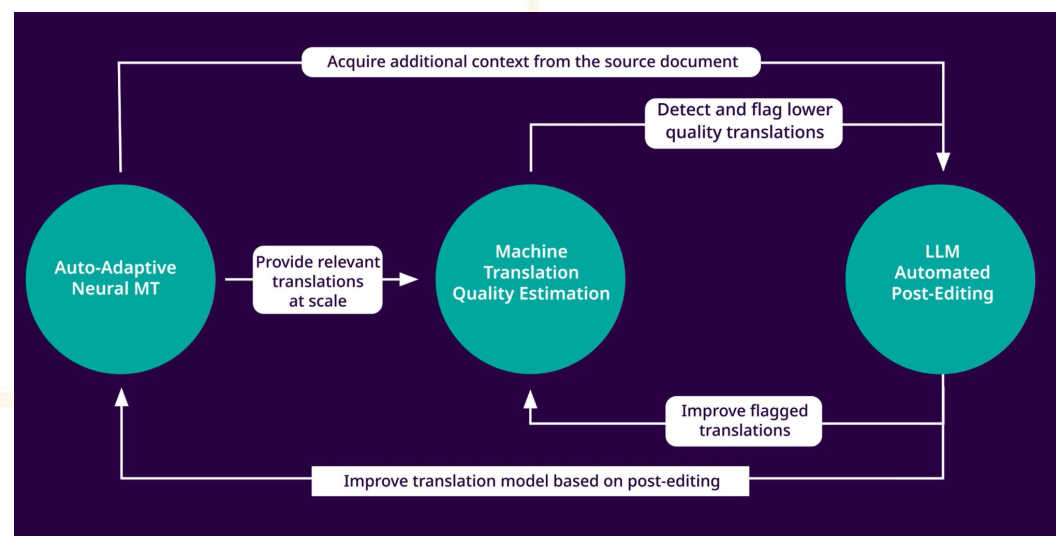 Acquire additional context from the source document
Detect and flag lower
quality translations
Auto-Adaptive
Neural MT
Provide relevant
translations
at scale
Machine
Translation
Quality Estimation
LLM
Automated
Post-Editing
Improve flagged
translations
Improve translation model based on post-editing